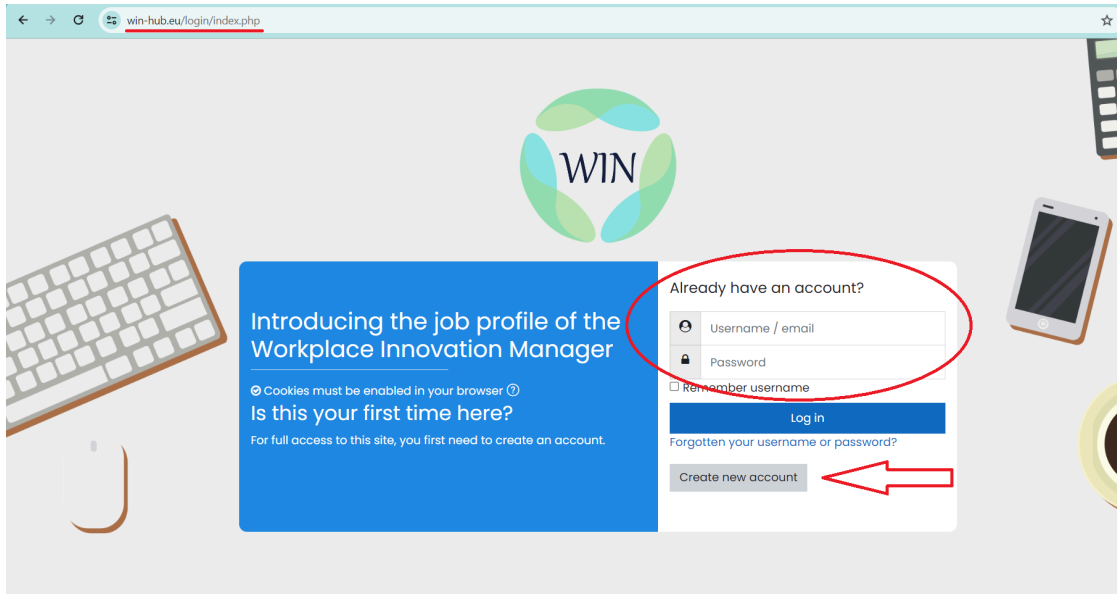 win-hub.eu/login/index.php
WIN
Introducing the job profile of the
Workplace Innovation Manager
Cookies must be enabled in your browser
Is this your first time here?
For full access to this site, you first need to create an account.
Already have an account?
Username / email
Password
Remember username
Log in
Forgotten your username or password?
Create new account